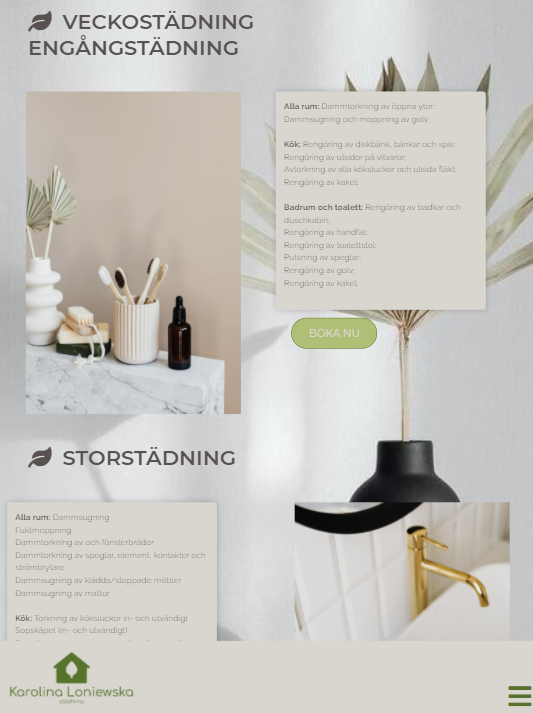 VECKOSTÄDNING
ENGÅNGSTÄDNING
Alla rum: Dammtorkning av öppna ytor;
Dammsugning och moppning av golv;
Kök: Rengöring av diskbänk, bänkar och spis;
Rengöring av utsidor på vitvaror;
Avtorkning av alla köksluckor och utsida fläkt;
Rengöring av kakel;
Badrum och toalett: Rengöring av badkar och
duschkabin;
Rengöring av handfat;
Rengöring av toalettstol;
Putsning av speglar;
Rengöring av golv;
Rengöring av kakel.
BOKA NU
STORSTÄDNING
Alla rum: Dammsugning
Fuktmoppning
Dammtorkning av och fönsterbrädor
Dammtorkning av speglar, element, kontakter och
strömbrytare
Dammsugning av klädda/stoppade möbler
Dammsugning av mattor
Kök: Torkning av köksluckor in- och utvändigt
Sopskåpet (in- och utvändigt)
Karolina Loniewska